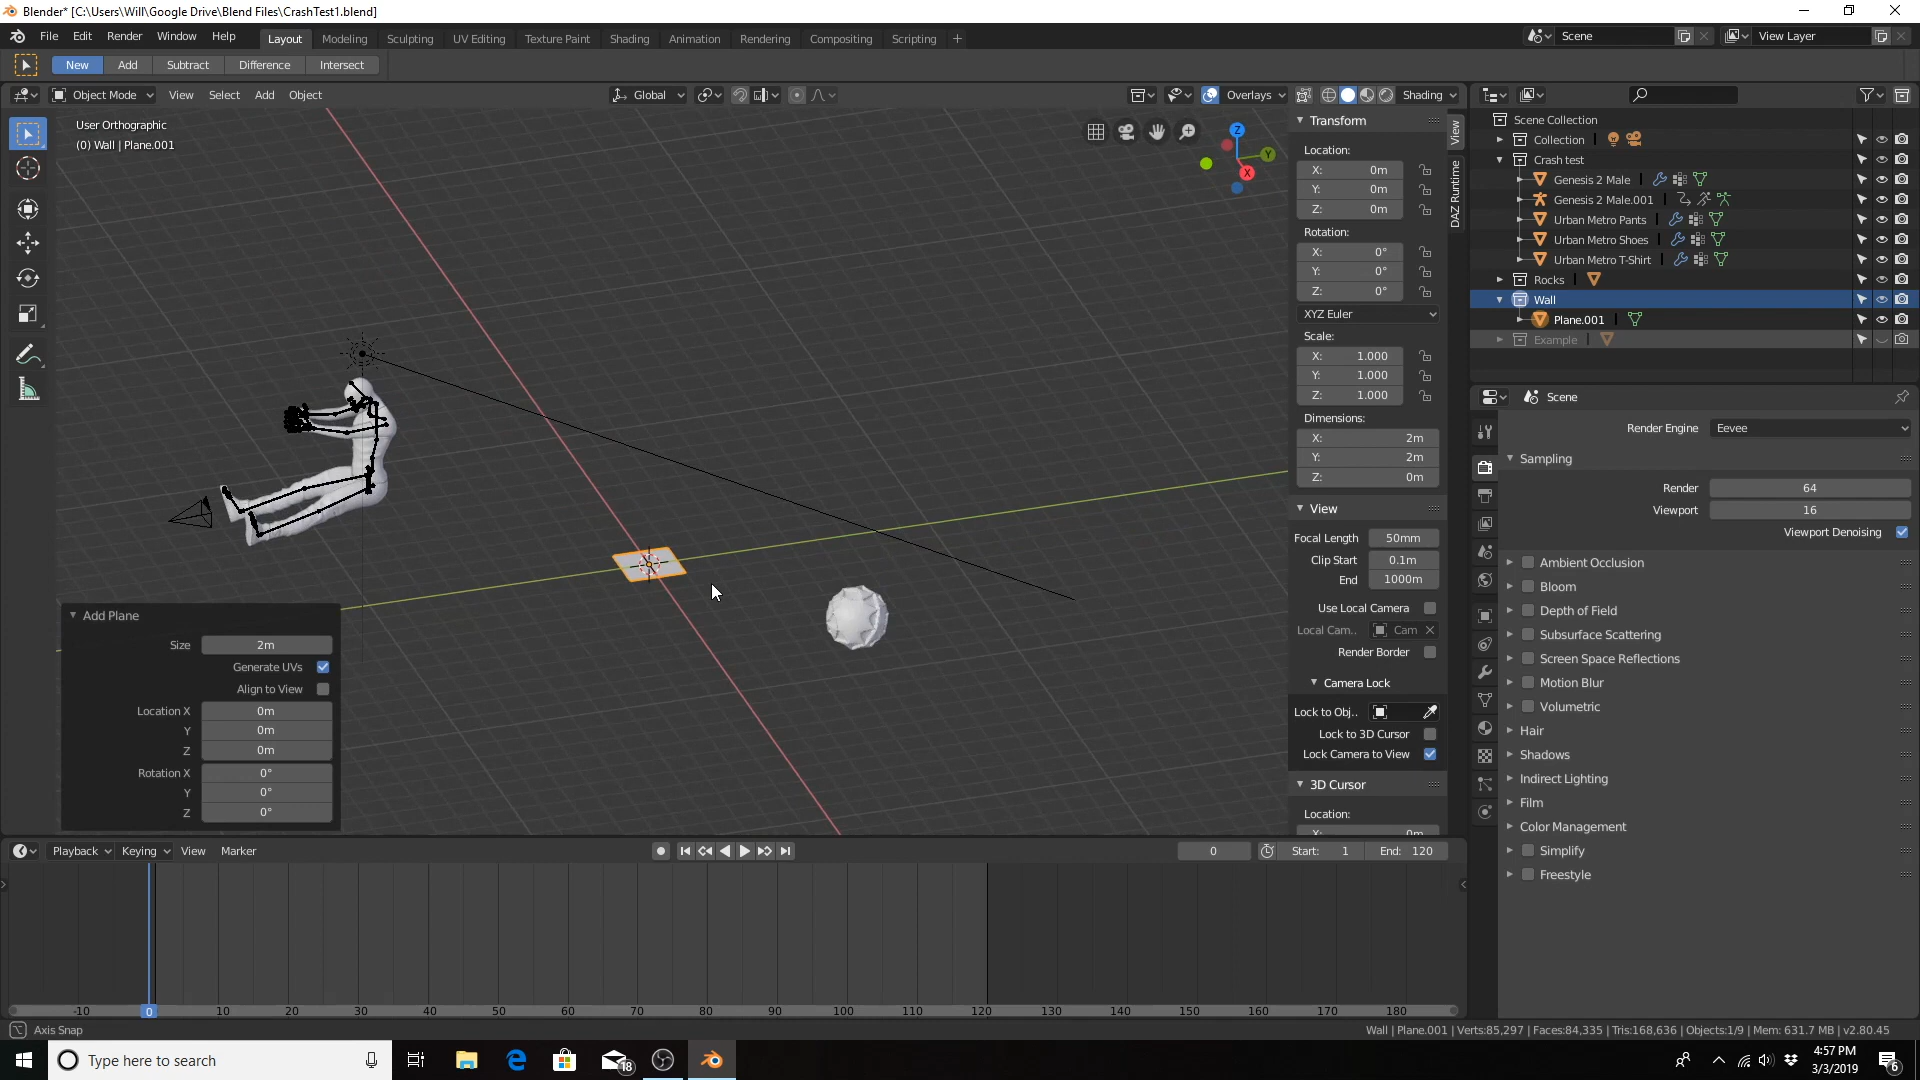 Blender* [C:\Users\Will\Google Drive\Blend Files\CrashTest1.blend]
File Edit Render Window Help Layout Modeling Sculpting UV Editing Texture Paint Shading Animation Rendering Compositing Scripting + Scene View Layer
New Add Subtract Difference Intersect
Object Mode View Select Add Object Global Overlays Shading
User Orthographic
(0) Wall | Plane.001
Z
Y
X
View
DAZ Runtime
Transform
Location:
X: 0m
Y: 0m
Z: 0m
Rotation:
X: 0°
Y: 0°
Z: 0°
XYZ Euler
Scale:
X: 1.000
Y: 1.000
Z: 1.000
Dimensions:
X: 2m
Y: 2m
Z: 0m
View
Focal Length 50mm
Clip Start 0.1m
End 1000m
Use Local Camera
Local Cam.. Cam
Render Border
Camera Lock
Lock to Obj..
Lock to 3D Cursor
Lock Camera to View
3D Cursor
Location:
X: 0m
Scene Collection
Collection
Crash test
Genesis 2 Male
Genesis 2 Male.001
Urban Metro Pants
Urban Metro Shoes
Urban Metro T-Shirt
Rocks
Wall
Plane.001
Example
Scene
Render Engine Eevee
Sampling
Render 64
Viewport 16
Viewport Denoising
Ambient Occlusion
Bloom
Depth of Field
Subsurface Scattering
Screen Space Reflections
Motion Blur
Volumetric
Hair
Shadows
Indirect Lighting
Film
Color Management
Simplify
Freestyle
Add Plane
Size 2m
Generate UVs
Align to View
Location X 0m
Y 0m
Z 0m
Rotation X 0°
Y 0°
Z 0°
Playback Keying View Marker 0 Start: 1 End: 120
-10 0 10 20 30 40 50 60 70 80 90 100 110 120 130 140 150 160 170 180
Axis Snap
Wall | Plane.001 | Verts:85,297 | Faces:84,335 | Tris:168,636 | Objects:1/9 | Mem: 631.7 MB | v2.80.45
Type here to search
18
4:57 PM
3/3/2019
6